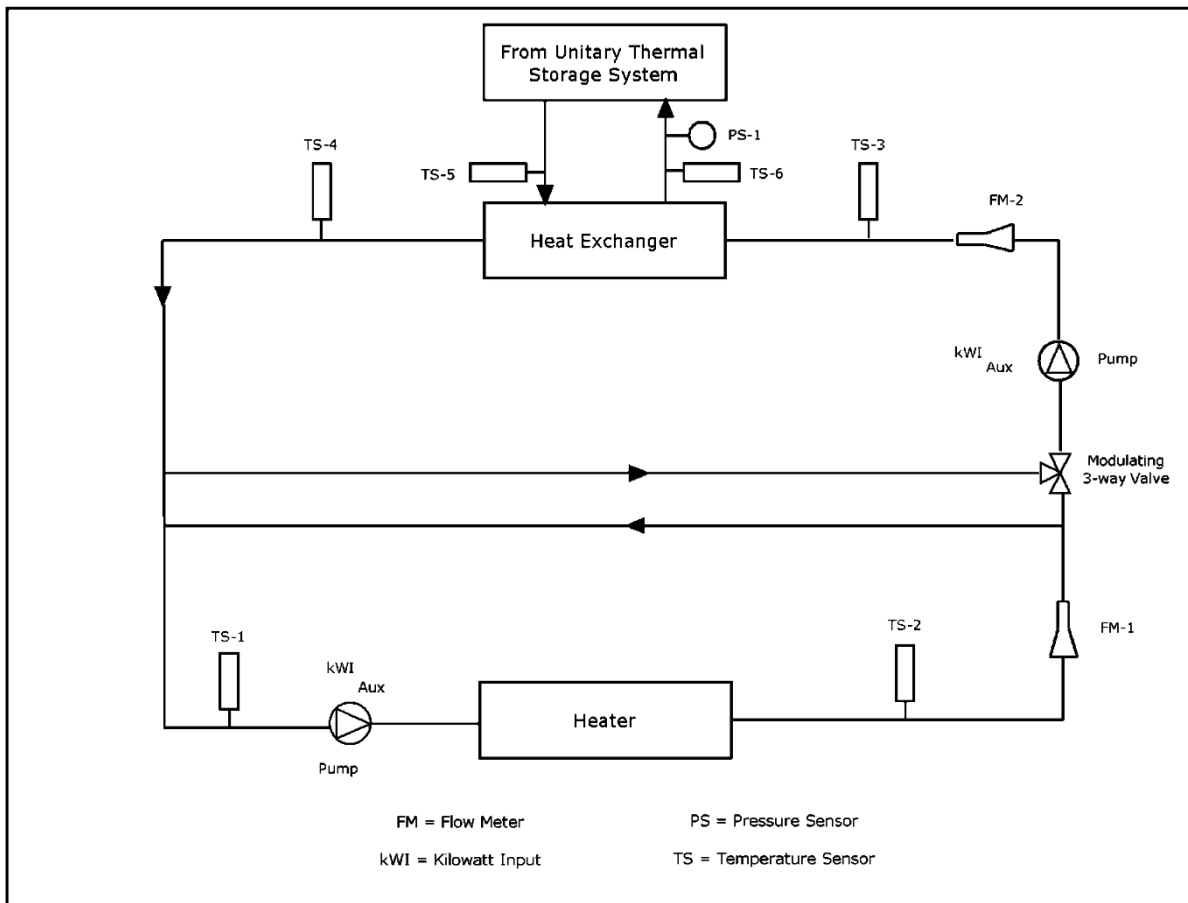 From Unitary Thermal
Storage System
TS-4
PS-1
TS-3
TS-5
TS-6
FM-2
Heat Exchanger
kWI
Aux
Pump
Modulating
3-way Valve
TS-1
TS-2
FM-1
kWI
Aux
Heater
Pump
FM = Flow Meter
PS = Pressure Sensor
kWI = Kilowatt Input
TS = Temperature Sensor